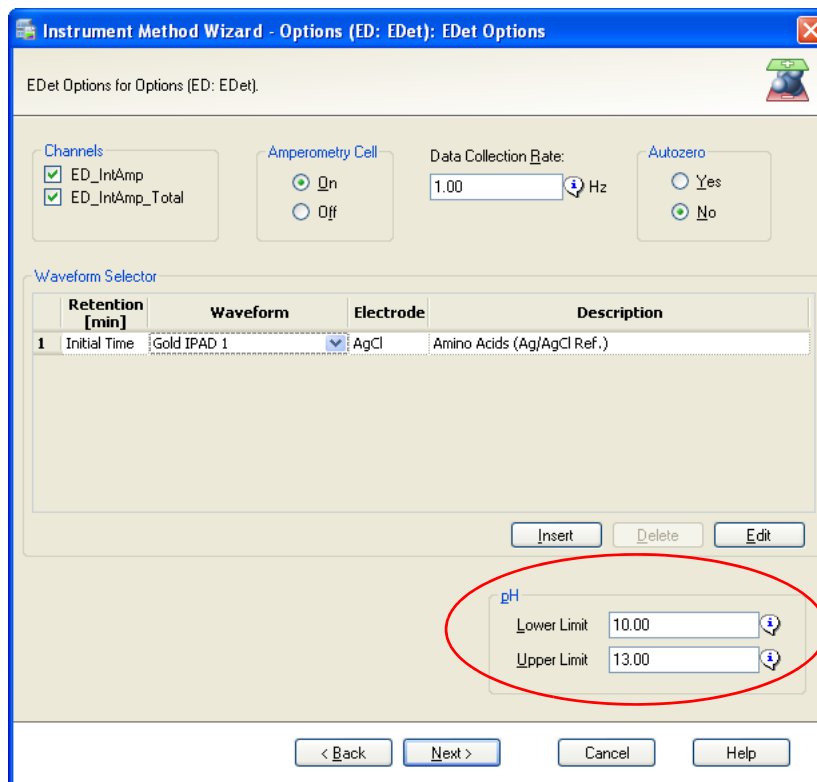 Instrument Method Wizard - Options (ED: EDet): EDet Options
EDet Options for Options (ED: EDet).
Channels
ED_IntAmp
ED_IntAmp_Total
Amperometry Cell
On
Off
Data Collection Rate:
1.00 Hz
Autozero
Yes
No
Waveform Selector
Retention [min] Waveform Electrode Description
1 Initial Time Gold IPAD 1 AgCl Amino Acids (Ag/AgCl Ref.)
Insert Delete Edit
pH
Lower Limit 10.00
Upper Limit 13.00
< Back Next > Cancel Help